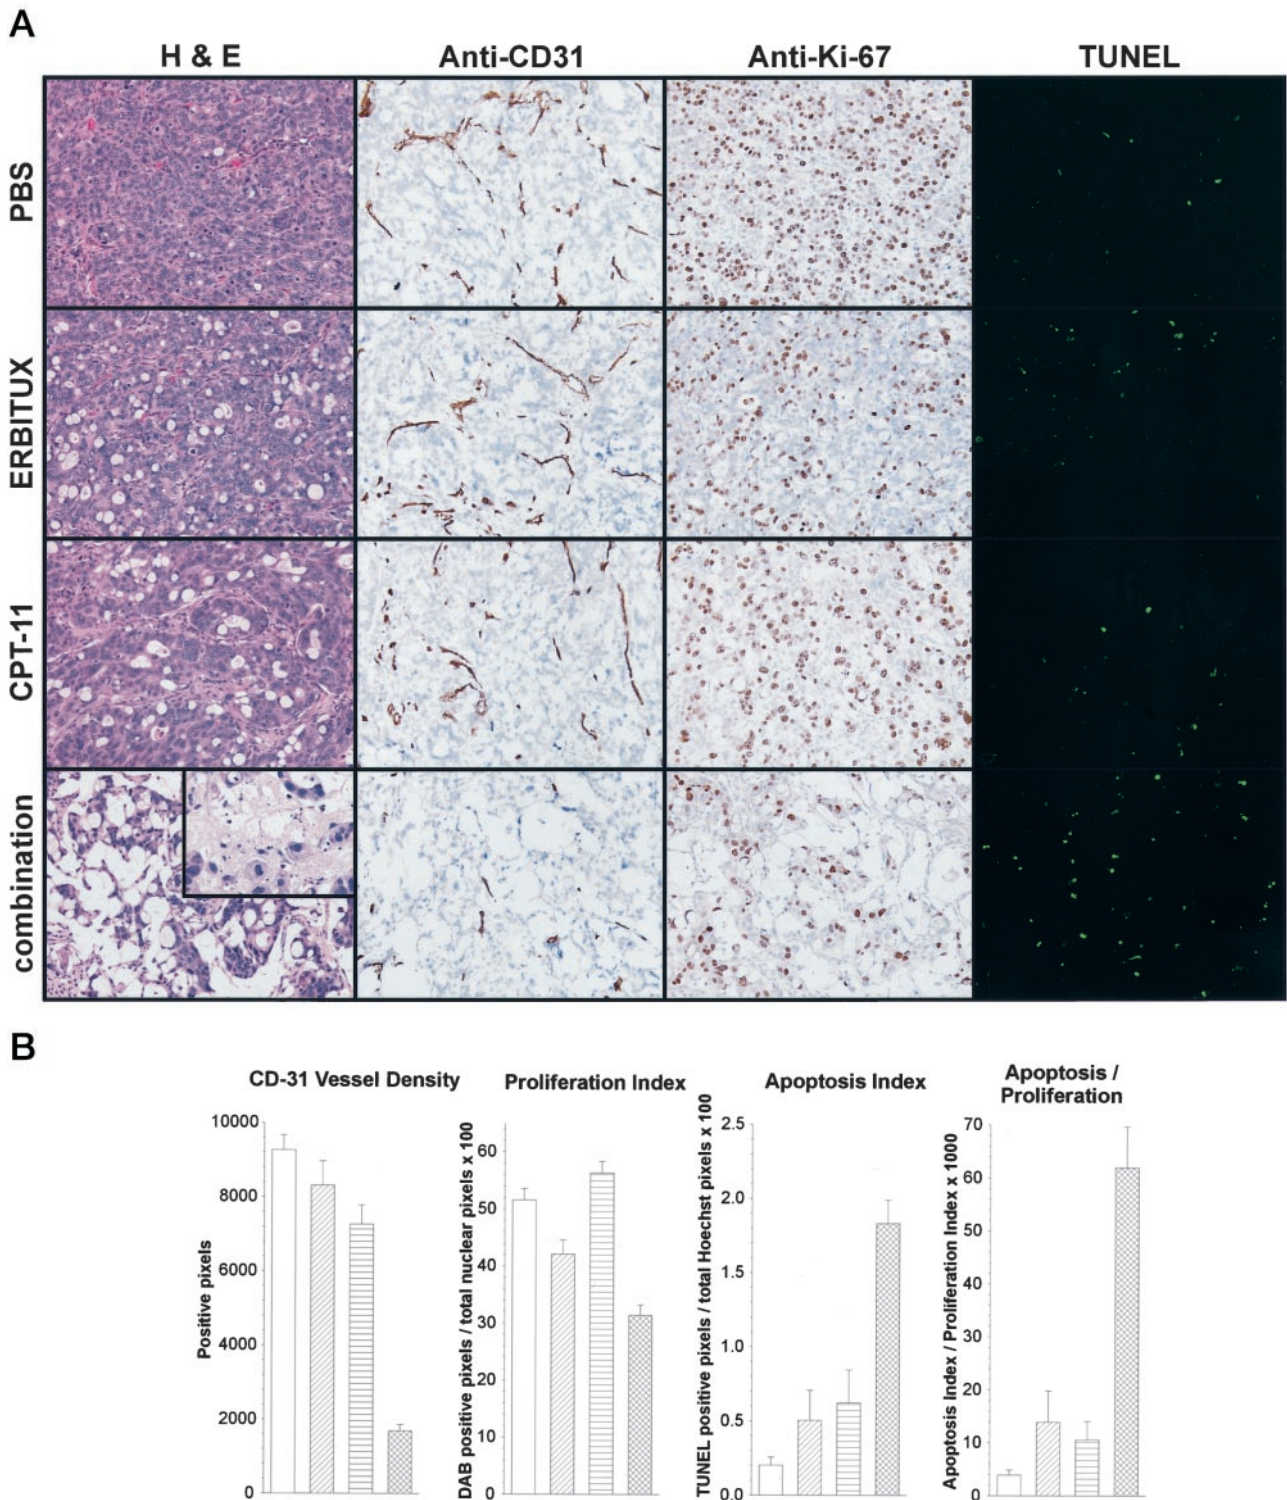 A
H & E Anti-CD31 Anti-Ki-67 TUNEL
PBS
ERBITUX
CPT-11
combination
B
CD-31 Vessel Density
Positive pixels
10000
8000
6000
4000
2000
0
Proliferation Index
DAB positive pixels / total nuclear pixels x 100
60
50
40
30
20
10
0
Apoptosis Index
TUNEL positive pixels / total Hoechst pixels x 100
2.5
2.0
1.5
1.0
0.5
0.0
Apoptosis /
Proliferation
Apoptosis Index / Proliferation Index x 1000
70
60
50
40
30
20
10
0